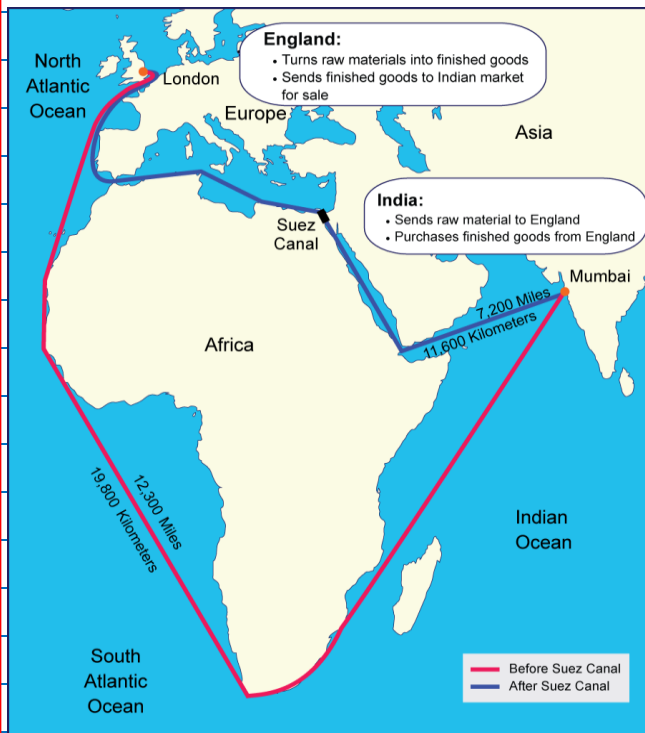 England:
• Turns raw materials into finished goods
• Sends finished goods to Indian market
for sale
North
Atlantic
Ocean
London
Europe
Asia
India:
• Sends raw material to England
• Purchases finished goods from England
Suez
Canal
Mumbai
7,200 Miles
11,600 Kilometers
Africa
12,300 Miles
19,800 Kilometers
Indian
Ocean
South
Atlantic
Ocean
Before Suez Canal
After Suez Canal